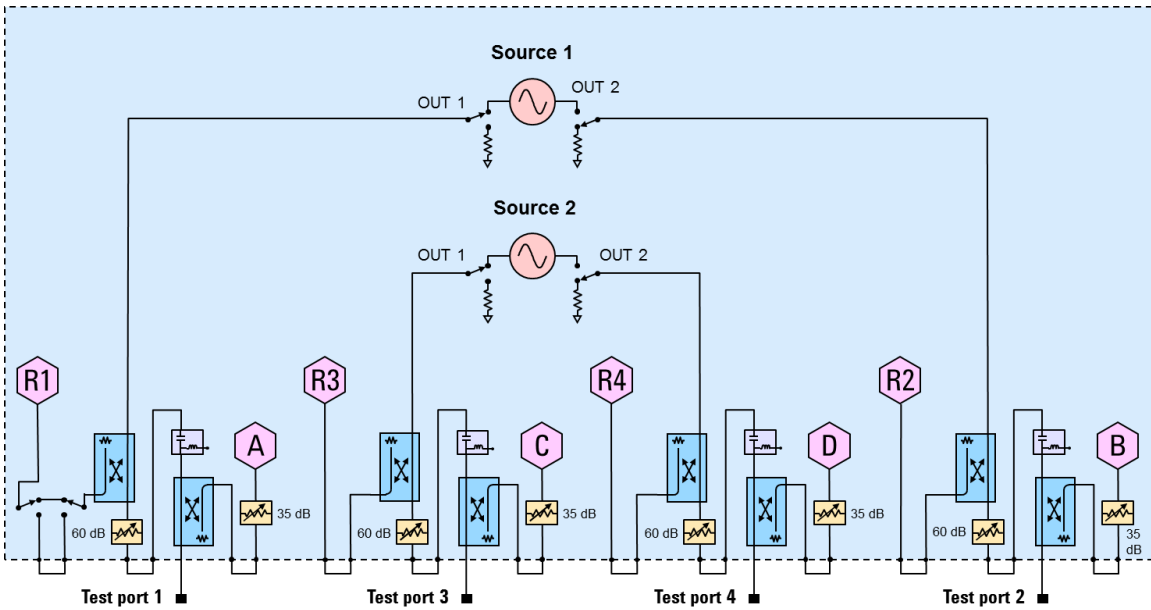 Source 1
OUT 1
OUT 2
Source 2
OUT 1
OUT 2
R1
R3
R4
R2
A
C
D
B
60 dB
35 dB
60 dB
35 dB
60 dB
35 dB
60 dB
35
dB
Test port 1
Test port 3
Test port 4
Test port 2